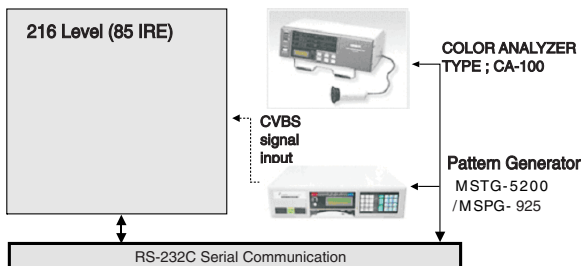 216 Level (85 IRE)
COLOR ANALYZER
TYPE ; CA-100
CVBS
signal
input
Pattern Generator
MSTG-5200
/MSPG- 925
RS-232C Serial Communication